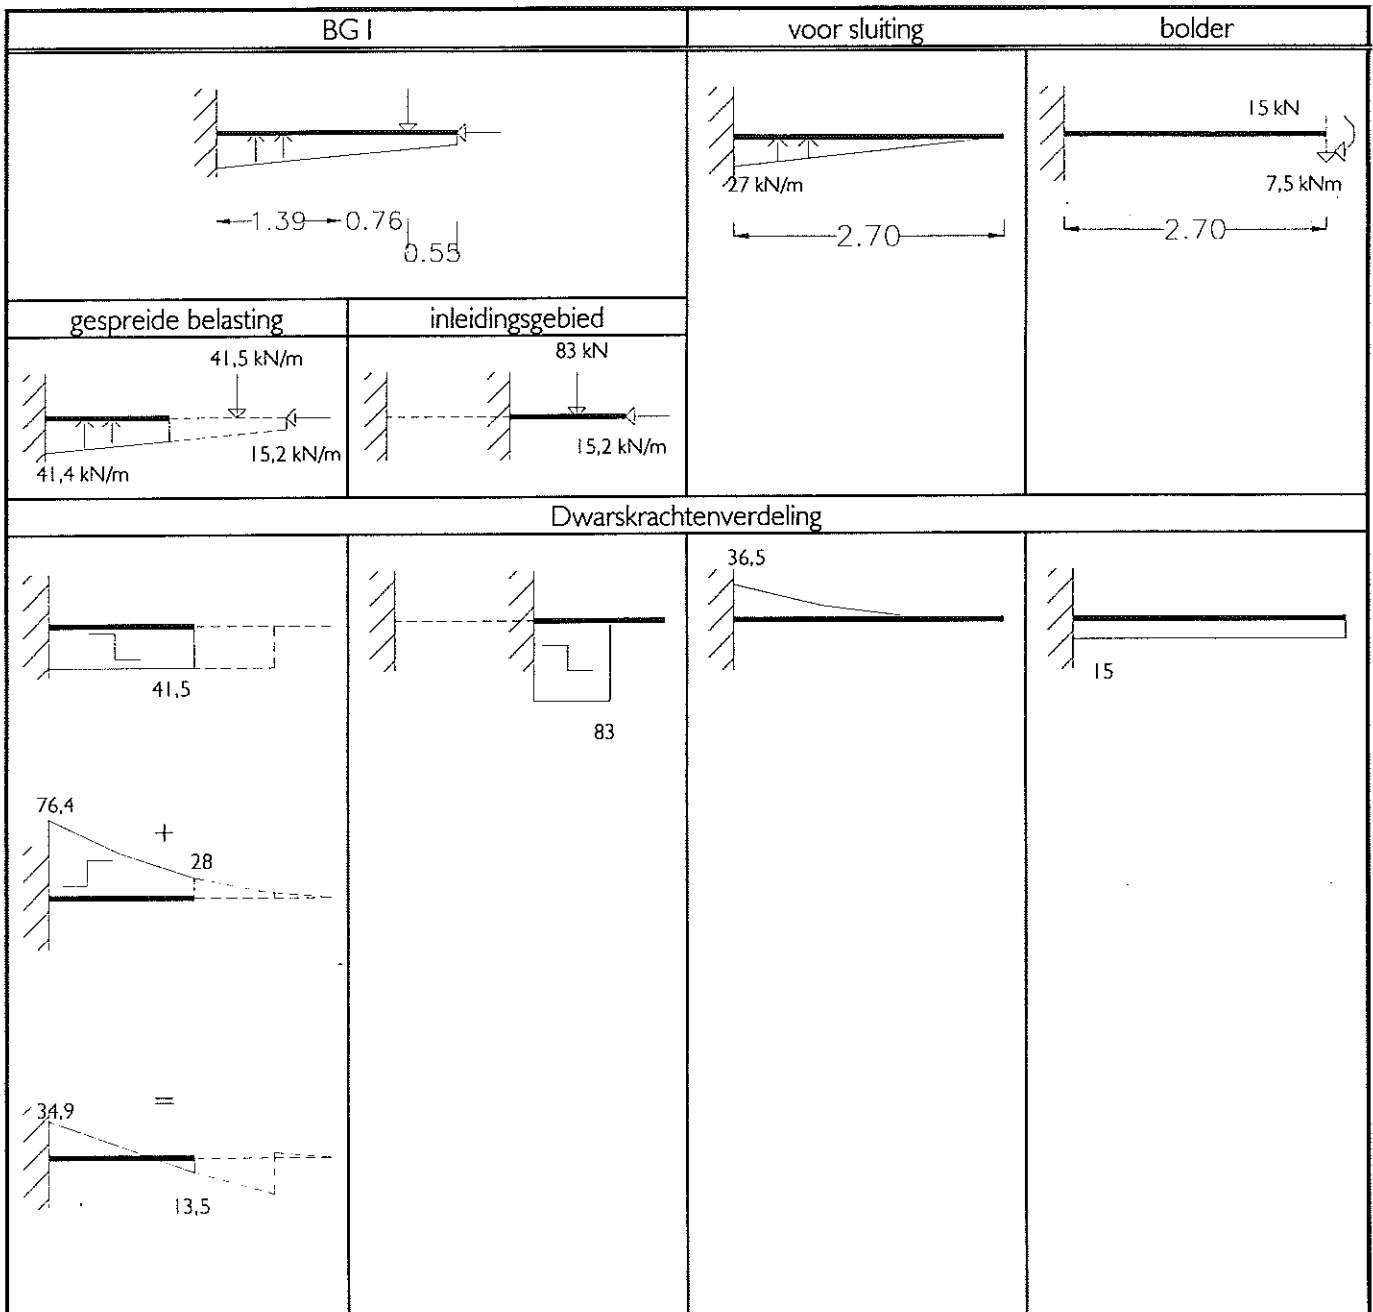 BG I
voor sluiting
bolder
1.39
0.76
0.55
27 kN/m
2.70
15 kN
7,5 kNm
2.70
gespreide belasting
inleidingsgebied
41,5 kN/m
15,2 kN/m
41,4 kN/m
83 kN
15,2 kN/m
Dwarskrachtenverdeling
41,5
83
36,5
15
76,4
+
28
=
34,9
13,5